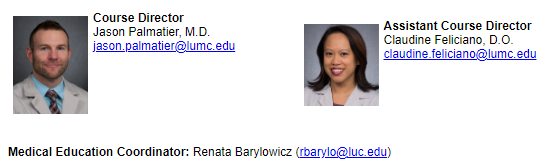 Course Director
Jason Palmatier, M.D.
jason.palmatier@lumc.edu
Assistant Course Director
Claudine Feliciano, D.O.
claudine.feliciano@lumc.edu
Medical Education Coordinator: Renata Barylowicz (rbarylo@luc.edu)